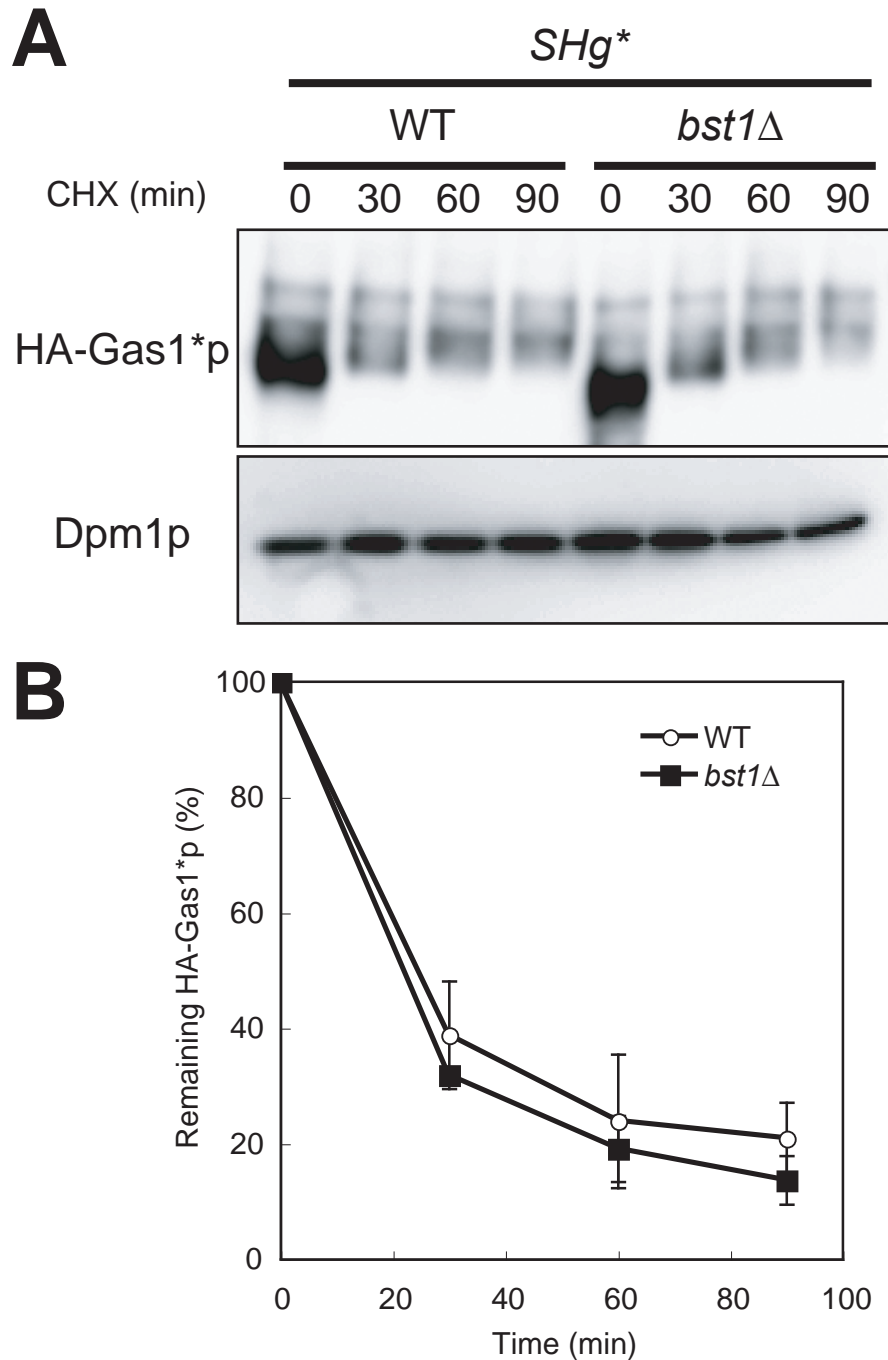 A
SHg*
WT bst1Δ
CHX (min) 0 30 60 90 0 30 60 90
HA-Gas1*p
Dpm1p
B
100
80
60
40
20
0
Remaining HA-Gas1*p (%)
WT
bst1Δ
0 20 40 60 80 100
Time (min)